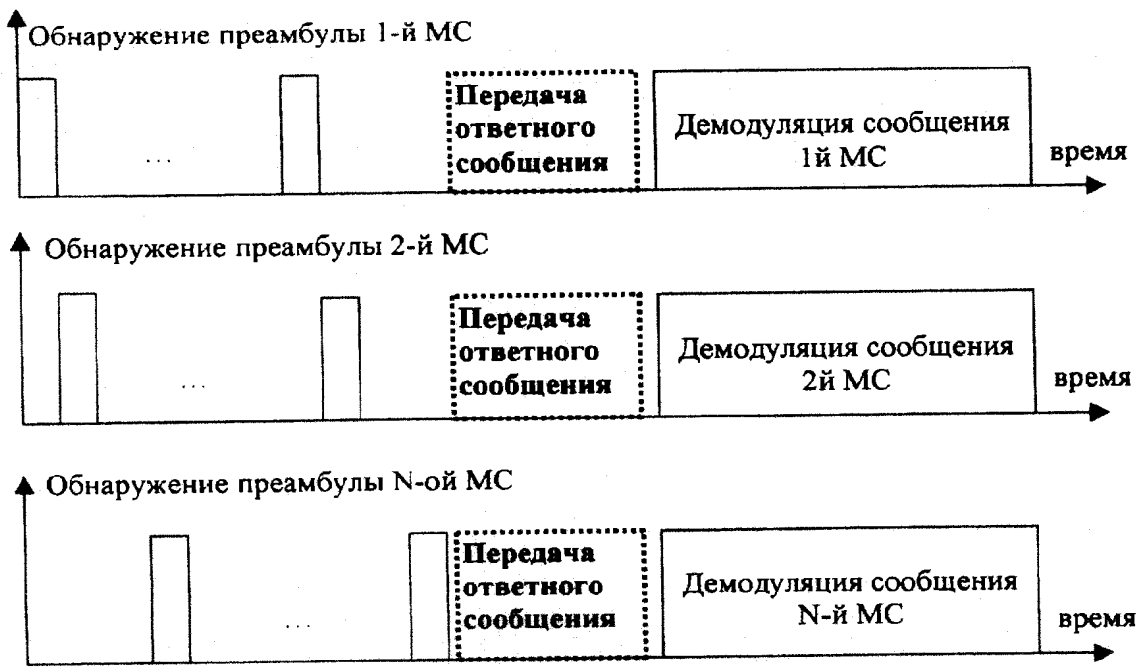 Обнаружение преамбулы 1-й МС
Передача
ответного
сообщения
Демодуляция сообщения
1й МС
время
...
Обнаружение преамбулы 2-й МС
Передача
ответного
сообщения
Демодуляция сообщения
2й МС
время
...
Обнаружение преамбулы N-ой МС
Передача
ответного
сообщения
Демодуляция сообщения
N-й МС
время
...